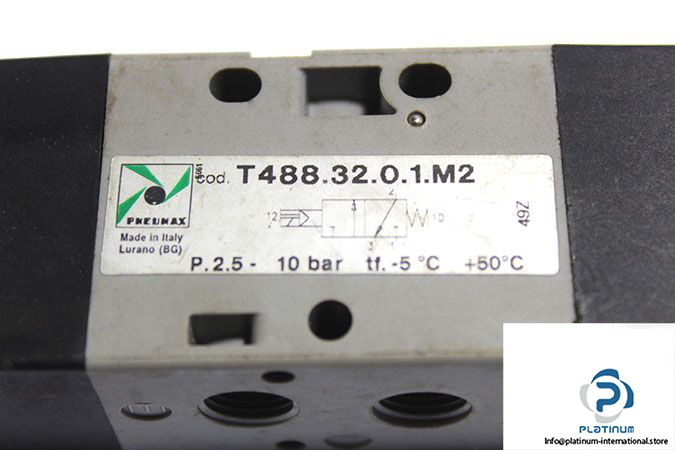 cod. T488.32.0.1.M2
PNEUMAX
Made in Italy
Lurano (BG)
2
12
10
3
49Z
P.2.5 - 10 bar tf. -5 °C +50°C
PLATINUM
info@platinum-international.store